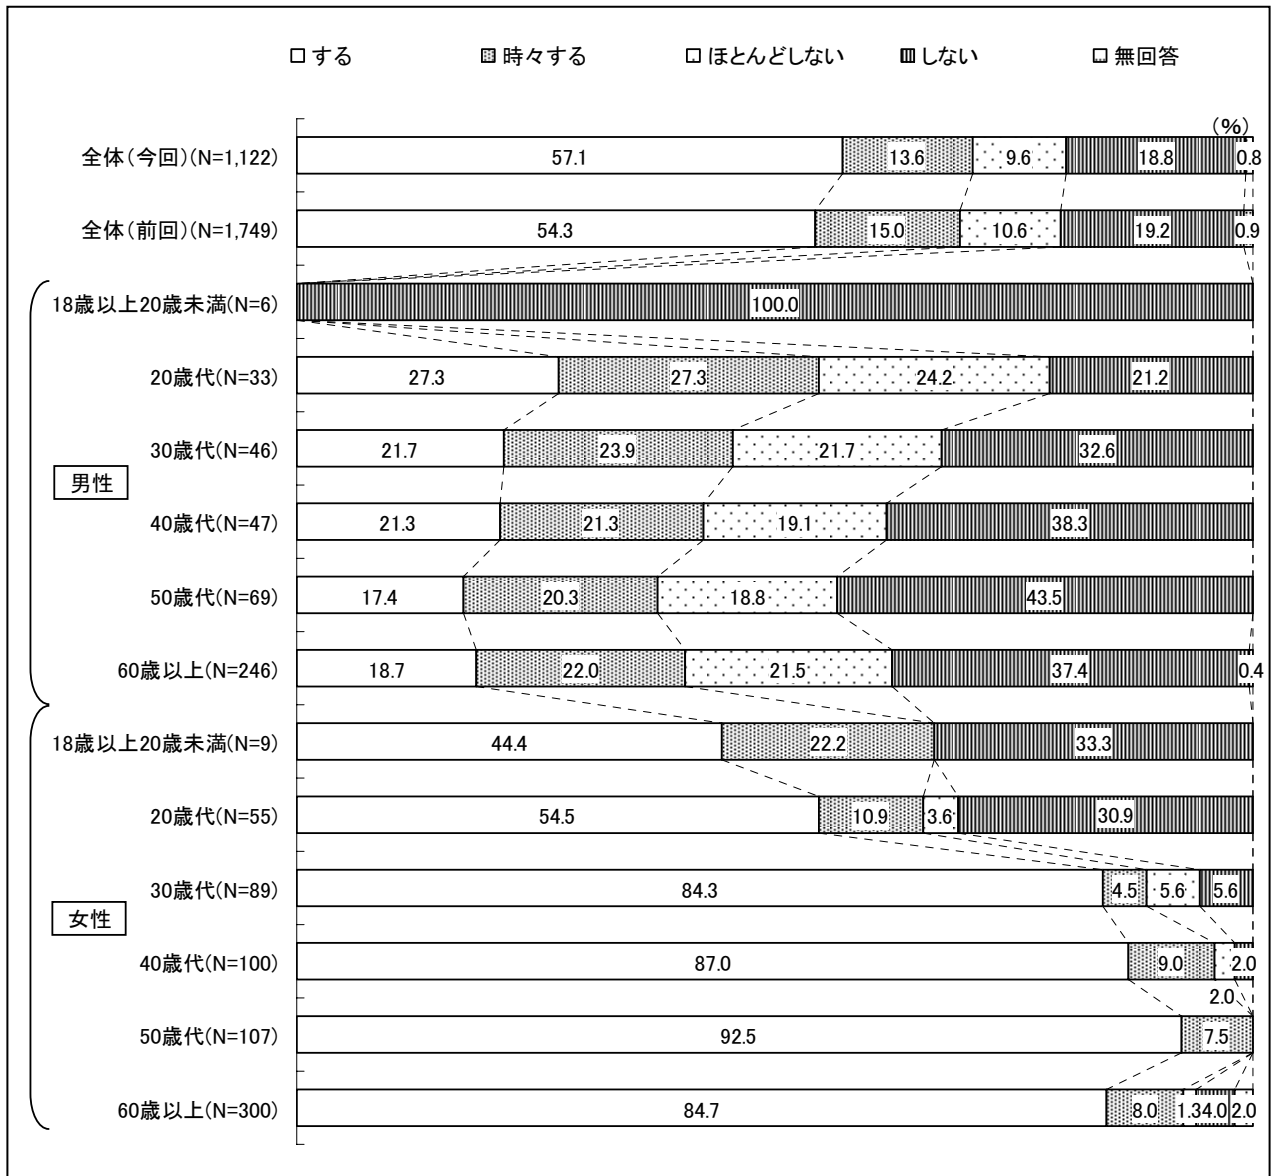 する 時々する ほとんどしない しない 無回答
(%)
全体(今回)(N=1,122) 57.1 13.6 9.6 18.8 0.8
全体(前回)(N=1,749) 54.3 15.0 10.6 19.2 0.9
18歳以上20歳未満(N=6) 100.0
20歳代(N=33) 27.3 27.3 24.2 21.2
30歳代(N=46) 21.7 23.9 21.7 32.6
男性
40歳代(N=47) 21.3 21.3 19.1 38.3
50歳代(N=69) 17.4 20.3 18.8 43.5
60歳以上(N=246) 18.7 22.0 21.5 37.4 0.4
18歳以上20歳未満(N=9) 44.4 22.2 33.3
20歳代(N=55) 54.5 10.9 3.6 30.9
30歳代(N=89) 84.3 4.5 5.6 5.6
女性
40歳代(N=100) 87.0 9.0 2.0
2.0
50歳代(N=107) 92.5 7.5
60歳以上(N=300) 84.7 8.0 1.3 4.0 2.0